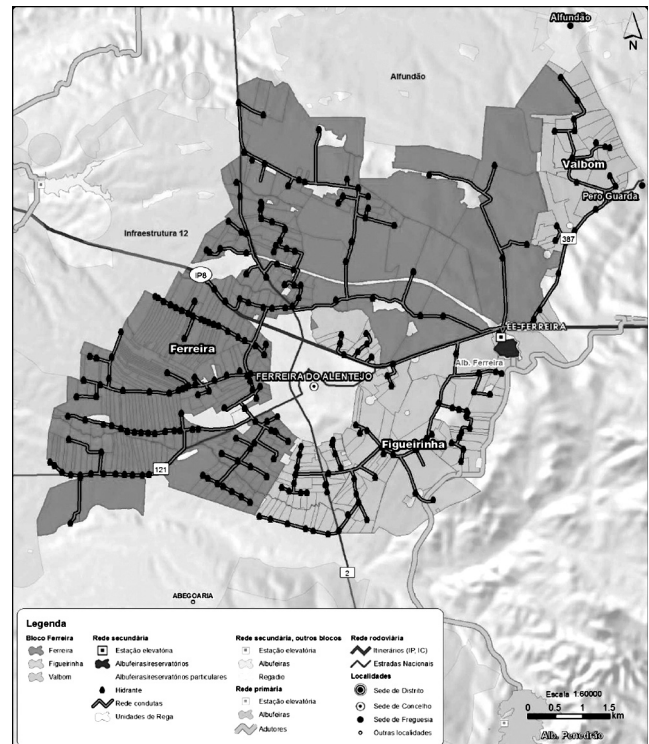 Alfundão
N
Alfundão
Valbom
Pero Guarda
Infraestrutura 12
387
IP8
EE-FERREIRA
Ferreira
Alb. Ferreira
FERREIRA DO ALENTEJO
Figueirinha
121
2
ABEGOARIA
Legenda
Bloco Ferreira
Ferreira
Figueirinha
Valbom
Rede secundária
Estação elevatória
Albufeiras\reservatórios
Albufeiras\reservatórios particulares
Hidrante
Rede condutas
Unidades de Rega
Rede secundária, outros blocos
Estação elevatória
Albufeiras
Regadio
Rede primária
Estação elevatória
Albufeiras
Adutores
Rede rodoviária
Itinerários (IP, IC)
Estradas Nacionais
Localidades
Sede de Distrito
Sede de Concelho
Sede de Freguesia
Outras localidades
Escala 1:60000
0 0.5 1 1.5
km
Alb. Penedrão